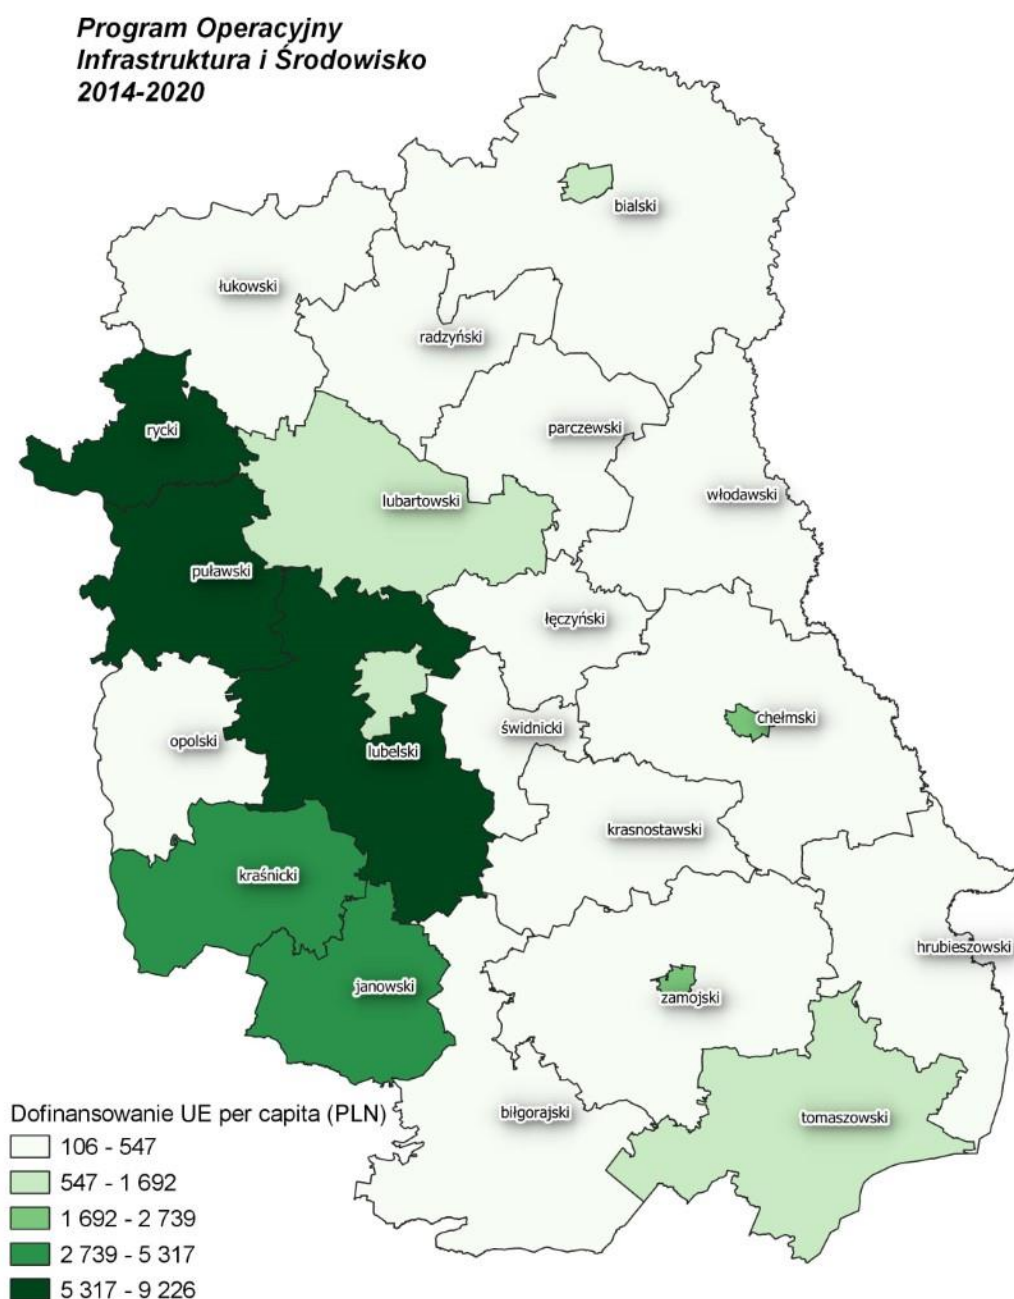 Program Operacyjny
Infrastruktura i Środowisko
2014-2020
bialski
łukowski
radzyński
rycki
parczewski
lubartowski
włodawski
puławski
łęczyński
chełmski
świdnicki
opolski
lubelski
krasnostawski
kraśnicki
hrubieszowski
janowski
zamojski
biłgorajski
tomaszowski
Dofinansowanie UE per capita (PLN)
106 - 547
547 - 1 692
1 692 - 2 739
2 739 - 5 317
5 317 - 9 226